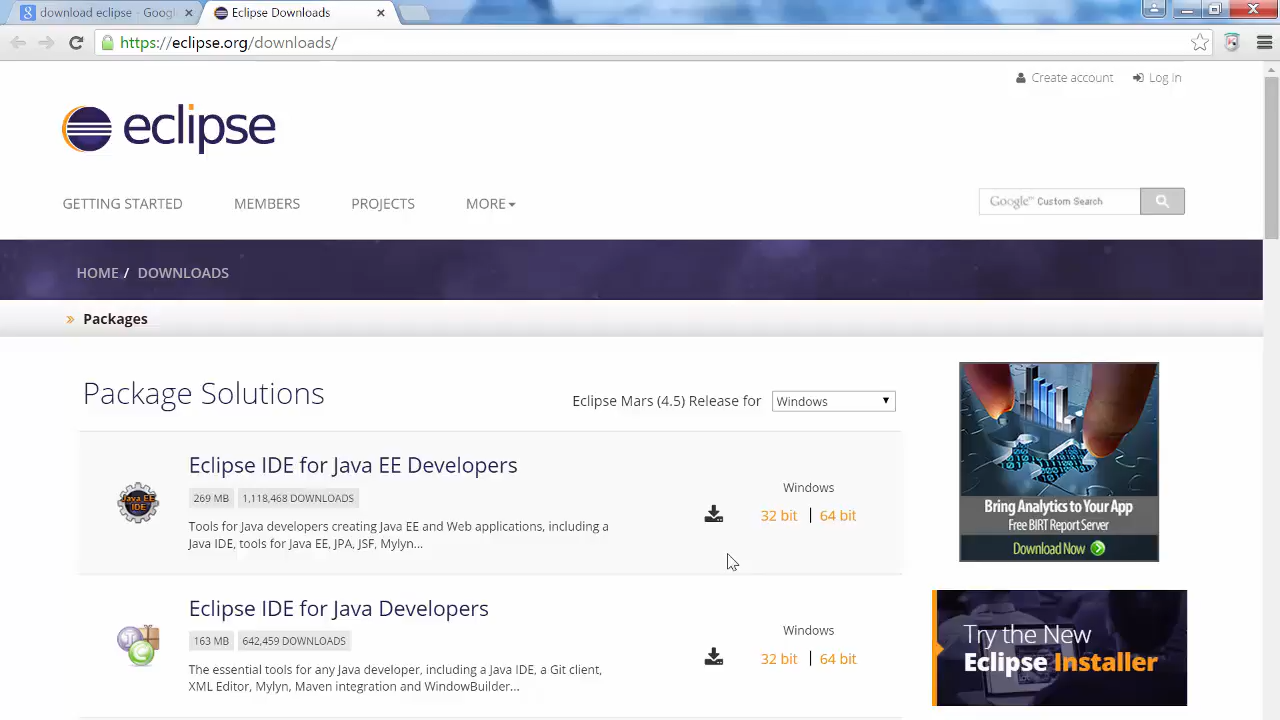 download eclipse - Googl
Eclipse Downloads
https://eclipse.org/downloads/
Create account
Log in
eclipse
GETTING STARTED
MEMBERS
PROJECTS
MORE
Google™ Custom Search
HOME / DOWNLOADS
» Packages
Package Solutions
Eclipse Mars (4.5) Release for
Windows
Java EE
IDE
Eclipse IDE for Java EE Developers
269 MB
1,118,468 DOWNLOADS
Tools for Java developers creating Java EE and Web applications, including a
Java IDE, tools for Java EE, JPA, JSF, Mylyn...
Windows
32 bit | 64 bit
Eclipse IDE for Java Developers
163 MB
642,459 DOWNLOADS
The essential tools for any Java developer, including a Java IDE, a Git client,
XML Editor, Mylyn, Maven integration and WindowBuilder...
Windows
32 bit | 64 bit
Bring Analytics to Your App
Free BIRT Report Server
Download Now
Try the New
Eclipse Installer